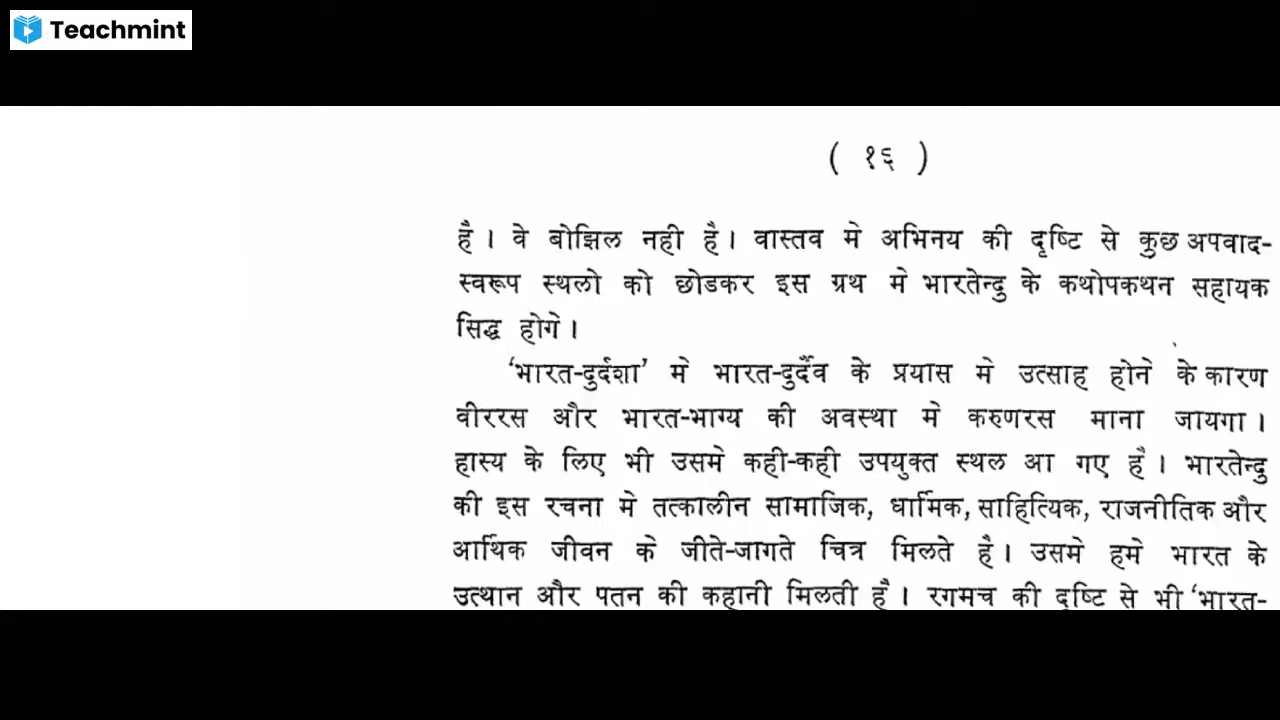 Teachmint
( १६ )
है। वे बोझिल नही है। वास्तव मे अभिनय की दृष्टि से कुछ अपवाद-
स्वरूप स्थलो को छोडकर इस ग्रथ मे भारतेन्दु के कथोपकथन सहायक
सिद्ध होगे।
‘भारत-दुर्दशा’ मे भारत-दुर्दैव के प्रयास मे उत्साह होने के कारण
वीररस और भारत-भाग्य की अवस्था मे करुणरस माना जायगा।
हास्य के लिए भी उसमे कही-कही उपयुक्त स्थल आ गए है। भारतेन्दु
की इस रचना मे तत्कालीन सामाजिक, धार्मिक, साहित्यिक, राजनीतिक और
आर्थिक जीवन के जीते-जागते चित्र मिलते है। उसमे हमे भारत के
उत्थान और पतन की कहानी मिलती है। रगमच की दृष्टि से भी ‘भारत-